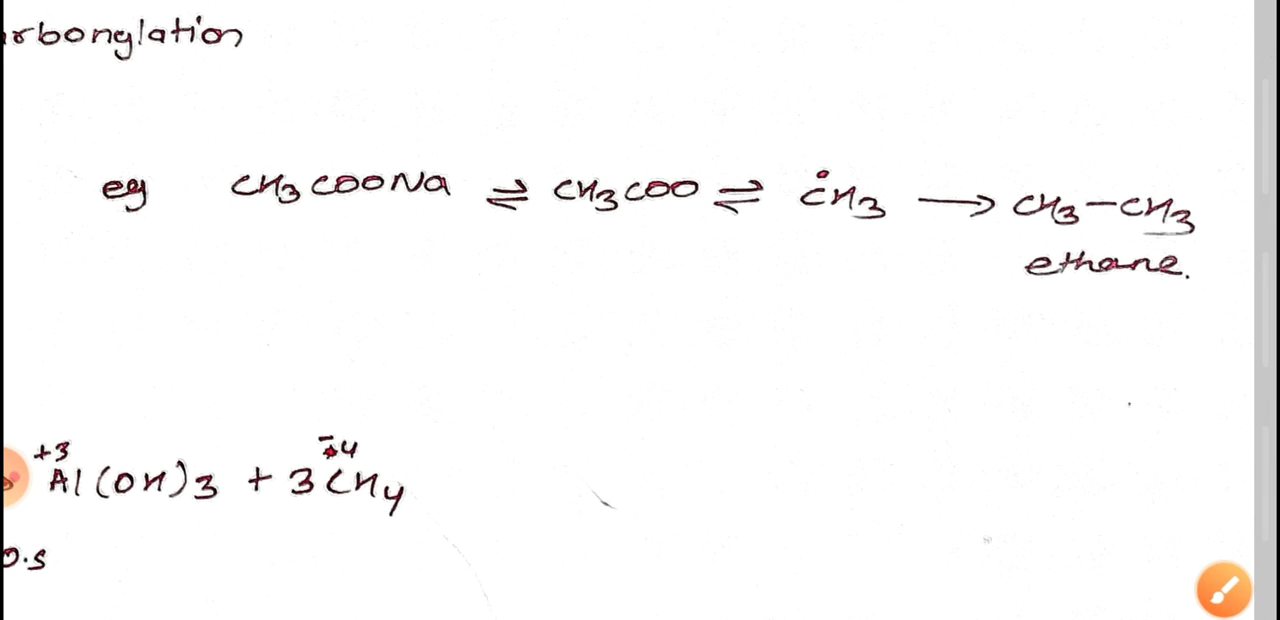 rbonylation
eg CH3COONa ⇌ CH3COO ⇌ ĊH3 → CH3-CH3
ethane.
+3 -4
Al(OH)3 + 3CH4
O.S